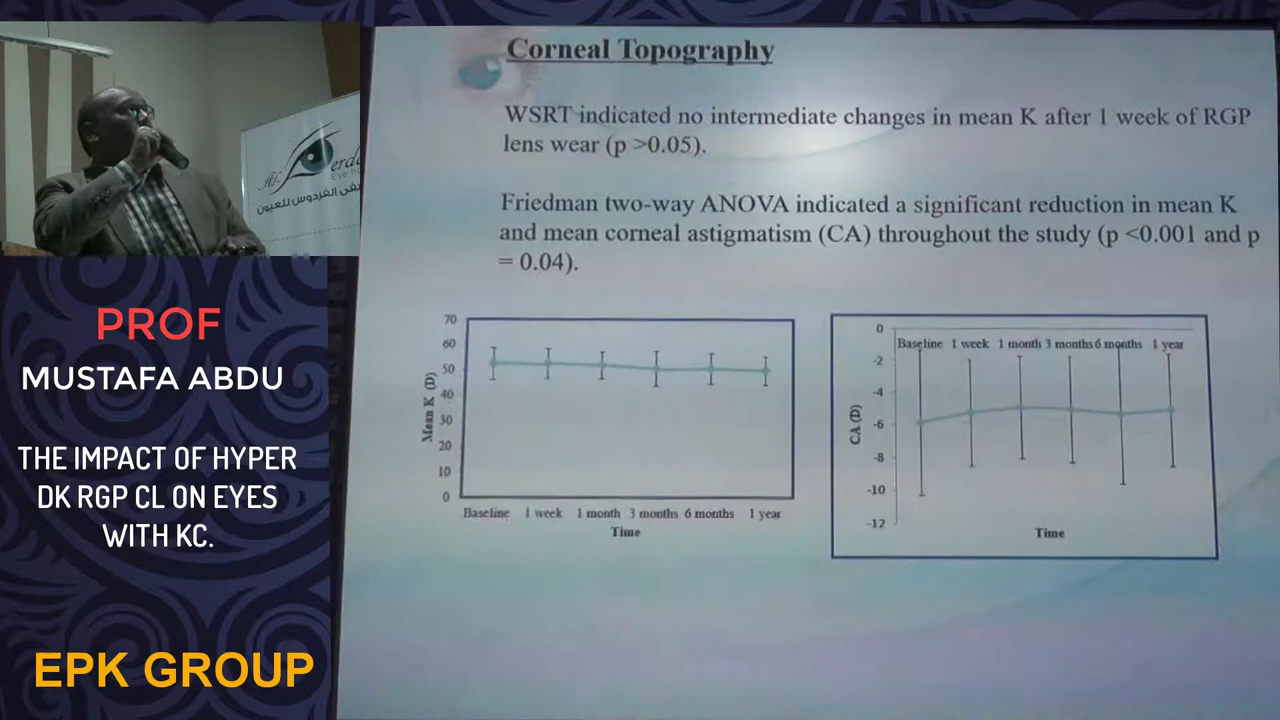 Corneal Topography
WSRT indicated no intermediate changes in mean K after 1 week of RGP
lens wear (p >0.05).
Friedman two-way ANOVA indicated a significant reduction in mean K
and mean corneal astigmatism (CA) throughout the study (p <0.001 and p
= 0.04).
70
60
50
40
30
20
10
0
Mean K (D)
Baseline 1 week 1 month 3 months 6 months 1 year
Time
0
-2
-4
-6
-8
-10
-12
CA (D)
Baseline 1 week 1 month 3 months 6 months 1 year
Time
Al-
Eye
الفردوس للعيون
PROF
MUSTAFA ABDU
THE IMPACT OF HYPER
DK RGP CL ON EYES
WITH KC.
EPK GROUP